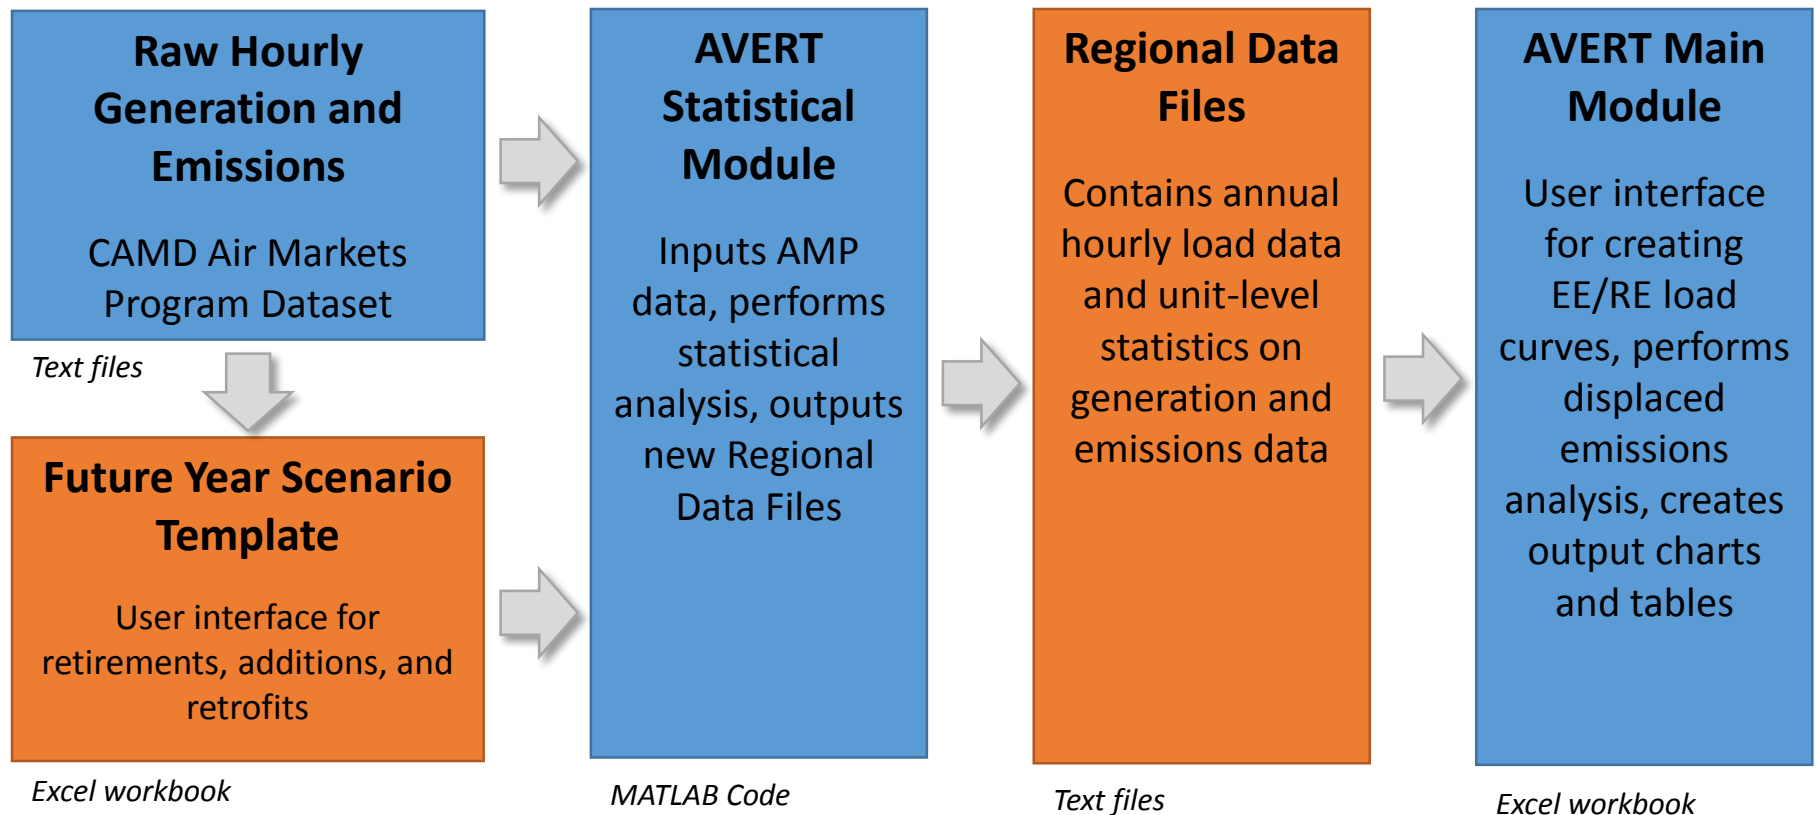 Raw Hourly
Generation and
Emissions
CAMD Air Markets
Program Dataset
Text files
Future Year Scenario
Template
User interface for
retirements, additions, and
retrofits
Excel workbook
AVERT
Statistical
Module
Inputs AMP
data, performs
statistical
analysis, outputs
new Regional
Data Files
MATLAB Code
Regional Data
Files
Contains annual
hourly load data
and unit-level
statistics on
generation and
emissions data
Text files
AVERT Main
Module
User interface
for creating
EE/RE load
curves, performs
displaced
emissions
analysis, creates
output charts
and tables
Excel workbook